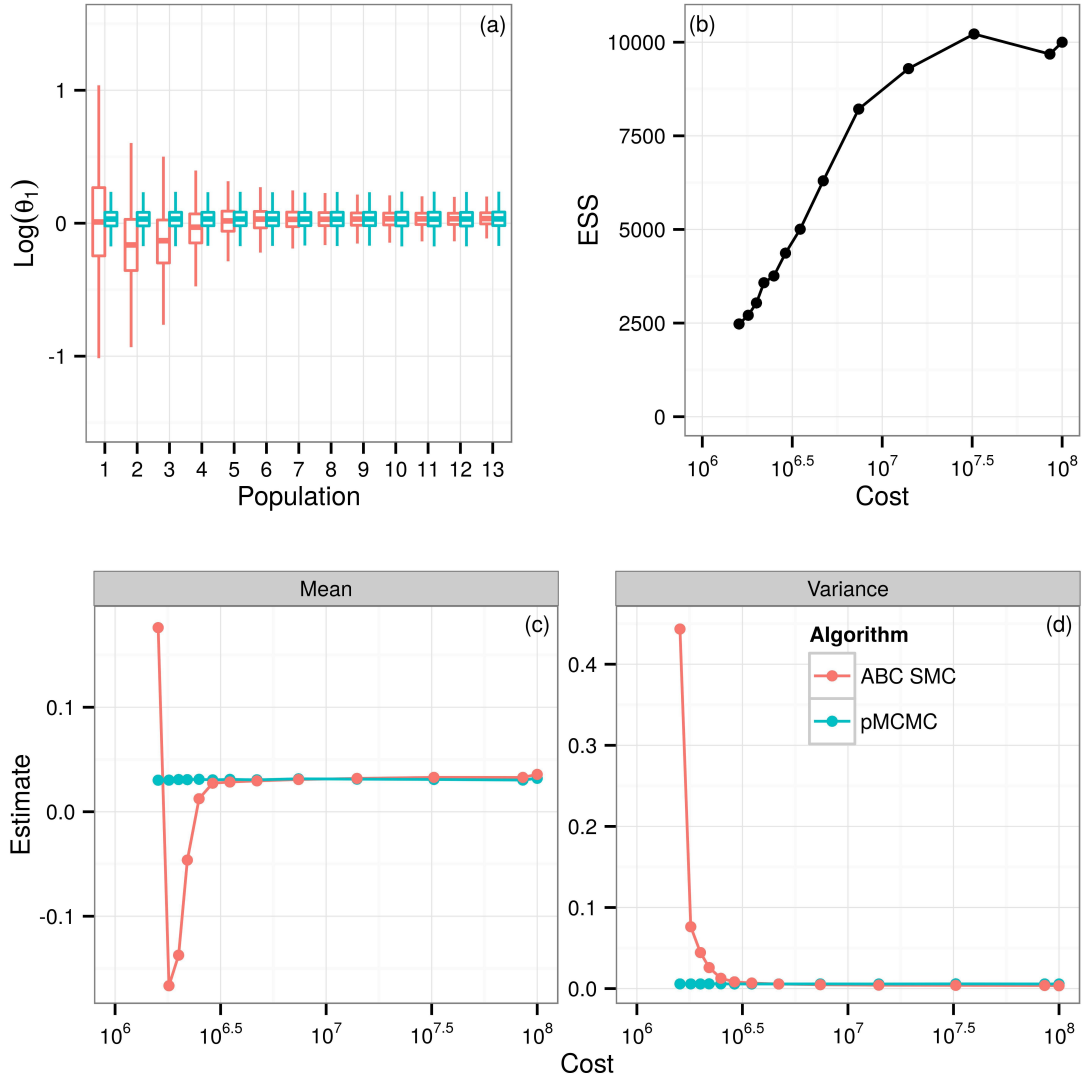 (a)
1
0
-1
Log(θ₁)
1 2 3 4 5 6 7 8 9 10 11 12 13
Population
(b)
10000
7500
5000
2500
0
ESS
10^6 10^6.5 10^7 10^7.5 10^8
Cost
Mean
(c)
0.1
0.0
-0.1
Estimate
10^6 10^6.5 10^7 10^7.5 10^8
Variance
(d)
Algorithm
ABC SMC
pMCMC
0.4
0.3
0.2
0.1
0.0
10^6 10^6.5 10^7 10^7.5 10^8
Cost